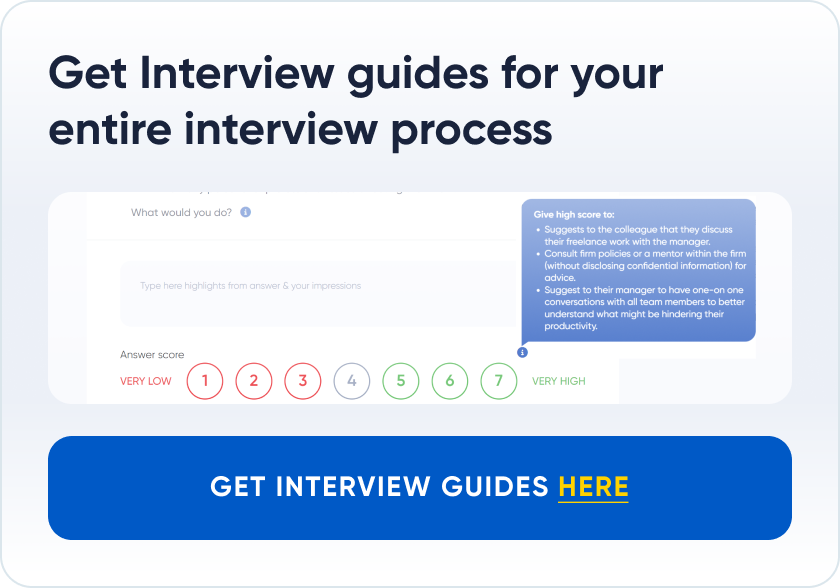 Get Interview guides for your
entire interview process
What would you do? i
Give high score to:
• Suggests to the colleague that they discuss
their freelance work with the manager.
• Consult firm policies or a mentor within the firm
(without disclosing confidential information) for
advice.
• Suggest to their manager to have one-on one
conversations with all team members to better
understand what might be hindering their
productivity.
Type here highlights from answer & your impressions
i
Answer score
VERY LOW 1 2 3 4 5 6 7 VERY HIGH
GET INTERVIEW GUIDES HERE